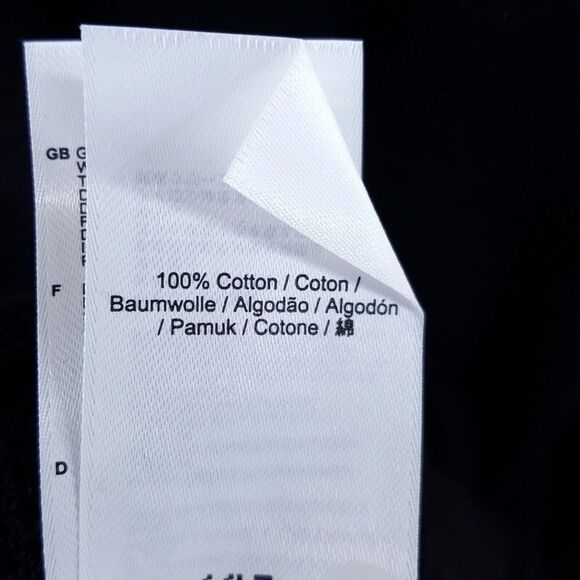 GB G
W
T
D
D
F
D
I
F
F
D
100% Cotton / Coton /
Baumwolle / Algodão / Algodón
/ Pamuk / Cotone / 綿